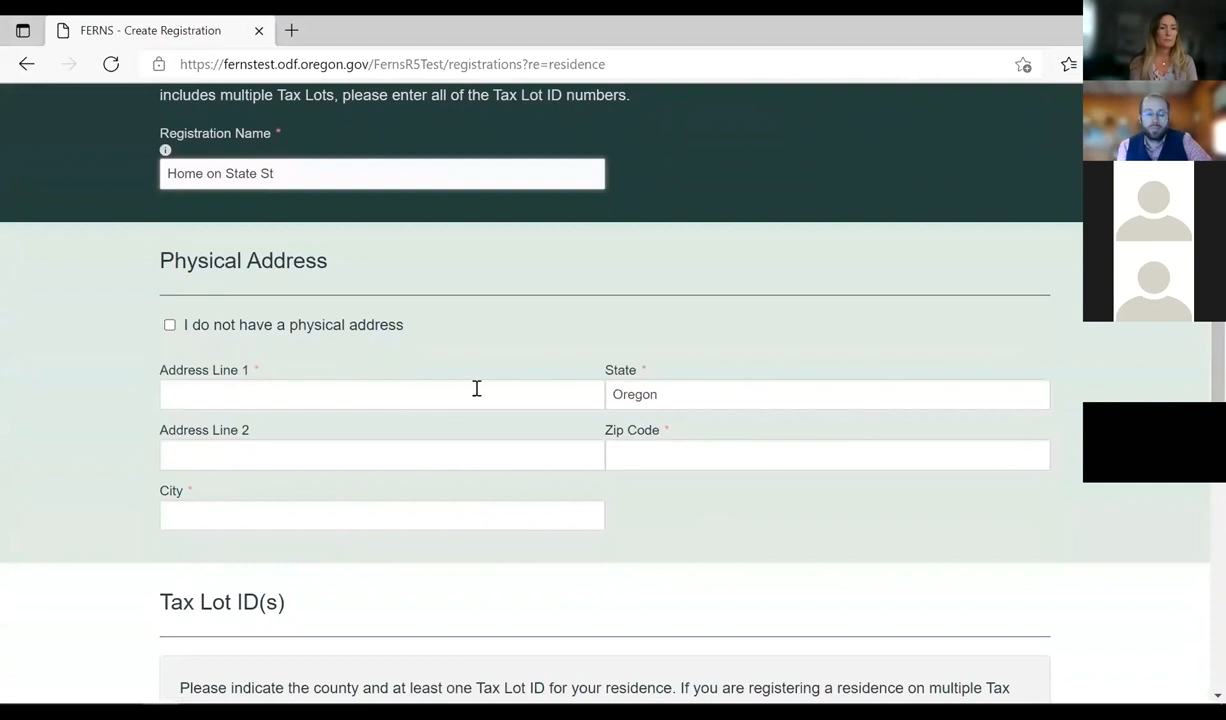 FERNS - Create Registration
https://fernstest.odf.oregon.gov/FernsR5Test/registrations?re=residence
includes multiple Tax Lots, please enter all of the Tax Lot ID numbers.
Registration Name *
Home on State St
Physical Address
I do not have a physical address
Address Line 1 *
State *
Oregon
Address Line 2
Zip Code *
City *
Tax Lot ID(s)
Please indicate the county and at least one Tax Lot ID for your residence. If you are registering a residence on multiple Tax